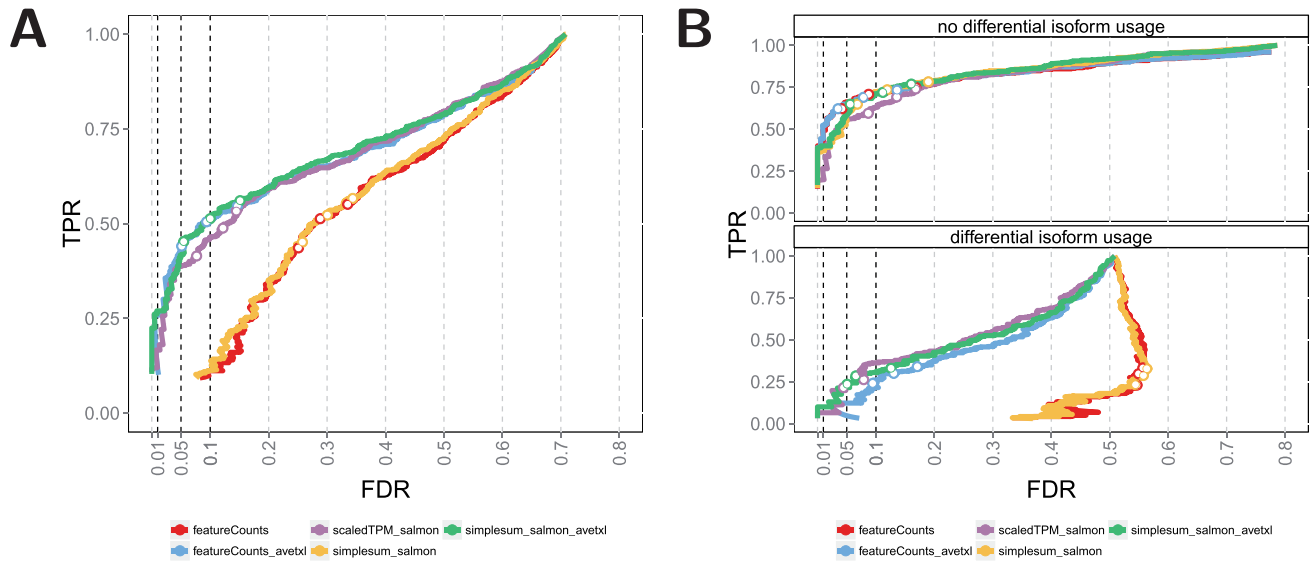 A
1.00
0.75
0.50
0.25
0.00
TPR
0.01
0.05
0.1
0.2
0.3
0.4
0.5
0.6
0.7
0.8
FDR
featureCounts
scaledTPM_salmon
simplesum_salmon_avetxl
featureCounts_avetxl
simplesum_salmon
B
no differential isoform usage
1.00
0.75
0.50
0.25
0.00
TPR
differential isoform usage
1.00
0.75
0.50
0.25
0.00
0.01
0.05
0.1
0.2
0.3
0.4
0.5
0.6
0.7
0.8
FDR
featureCounts
scaledTPM_salmon
simplesum_salmon_avetxl
featureCounts_avetxl
simplesum_salmon